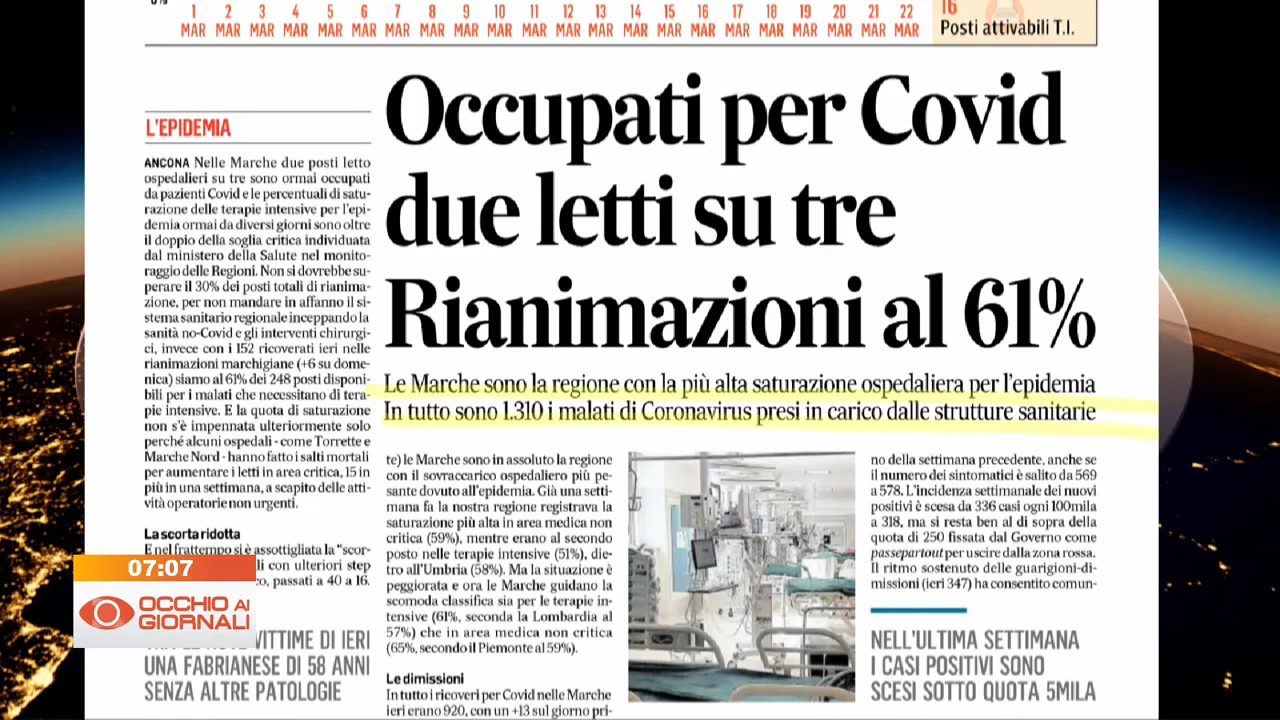 0%
1 2 3 4 5 6 7 8 9 10 11 12 13 14 15 16 17 18 19 20 21 22
MAR MAR MAR MAR MAR MAR MAR MAR MAR MAR MAR MAR MAR MAR MAR MAR MAR MAR MAR MAR MAR MAR
16
Posti attivabili T.I.
Occupati per Covid
due letti su tre
Rianimazioni al 61%
Le Marche sono la regione con la più alta saturazione ospedaliera per l'epidemia
In tutto sono 1.310 i malati di Coronavirus presi in carico dalle strutture sanitarie
L'EPIDEMIA
ANCONA Nelle Marche due posti letto
ospedalieri su tre sono ormai occupati
da pazienti Covid e le percentuali di satu-
razione delle terapie intensive per l'epi-
demia ormai da diversi giorni sono oltre
il doppio della soglia critica individuata
dal ministero della Salute nel monito-
raggio delle Regioni. Non si dovrebbe su-
perare il 30% dei posti totali di rianima-
zione, per non mandare in affanno il si-
stema sanitario regionale inceppando la
sanità no-Covid e gli interventi chirurgi-
ci, invece con i 152 ricoverati ieri nelle
rianimazioni marchigiane (+6 su dome-
nica) siamo al 61% dei 248 posti disponi-
bili per i malati che necessitano di tera-
pie intensive. E la quota di saturazione
non s'è impennata ulteriormente solo
perché alcuni ospedali - come Torrette e
Marche Nord - hanno fatto i salti mortali
per aumentare i letti in area critica, 15 in
più in una settimana, a scapito delle atti-
vità operatorie non urgenti.
La scorta ridotta
E nel frattempo si è assottigliata la "scor-
li con ulteriori step
co, passati a 40 a 16.
07:07
OCCHIO AI
GIORNALI
VITTIME DI IERI
UNA FABRIANESE DI 58 ANNI
SENZA ALTRE PATOLOGIE
te) le Marche sono in assoluto la regione
con il sovraccarico ospedaliero più pe-
sante dovuto all'epidemia. Già una setti-
mana fa la nostra regione registrava la
saturazione più alta in area medica non
critica (59%), mentre erano al secondo
posto nelle terapie intensive (51%), die-
tro all'Umbria (58%). Ma la situazione è
peggiorata e ora le Marche guidano la
scomoda classifica sia per le terapie in-
tensive (61%, seconda la Lombardia al
57%) che in area medica non critica
(65%, secondo il Piemonte al 59%).
Le dimissioni
In tutto i ricoveri per Covid nelle Marche
ieri erano 920, con un +13 sul giorno pri-
no della settimana precedente, anche se
il numero dei sintomatici è salito da 569
a 578. L'incidenza settimanale dei nuovi
positivi è scesa da 336 casi ogni 100mila
a 318, ma si resta ben al di sopra della
quota di 250 fissata dal Governo come
passepartout per uscire dalla zona rossa.
Il ritmo sostenuto delle guarigioni-di-
missioni (ieri 347) ha consentito comun-
NELL'ULTIMA SETTIMANA
I CASI POSITIVI SONO
SCESI SOTTO QUOTA 5MILA